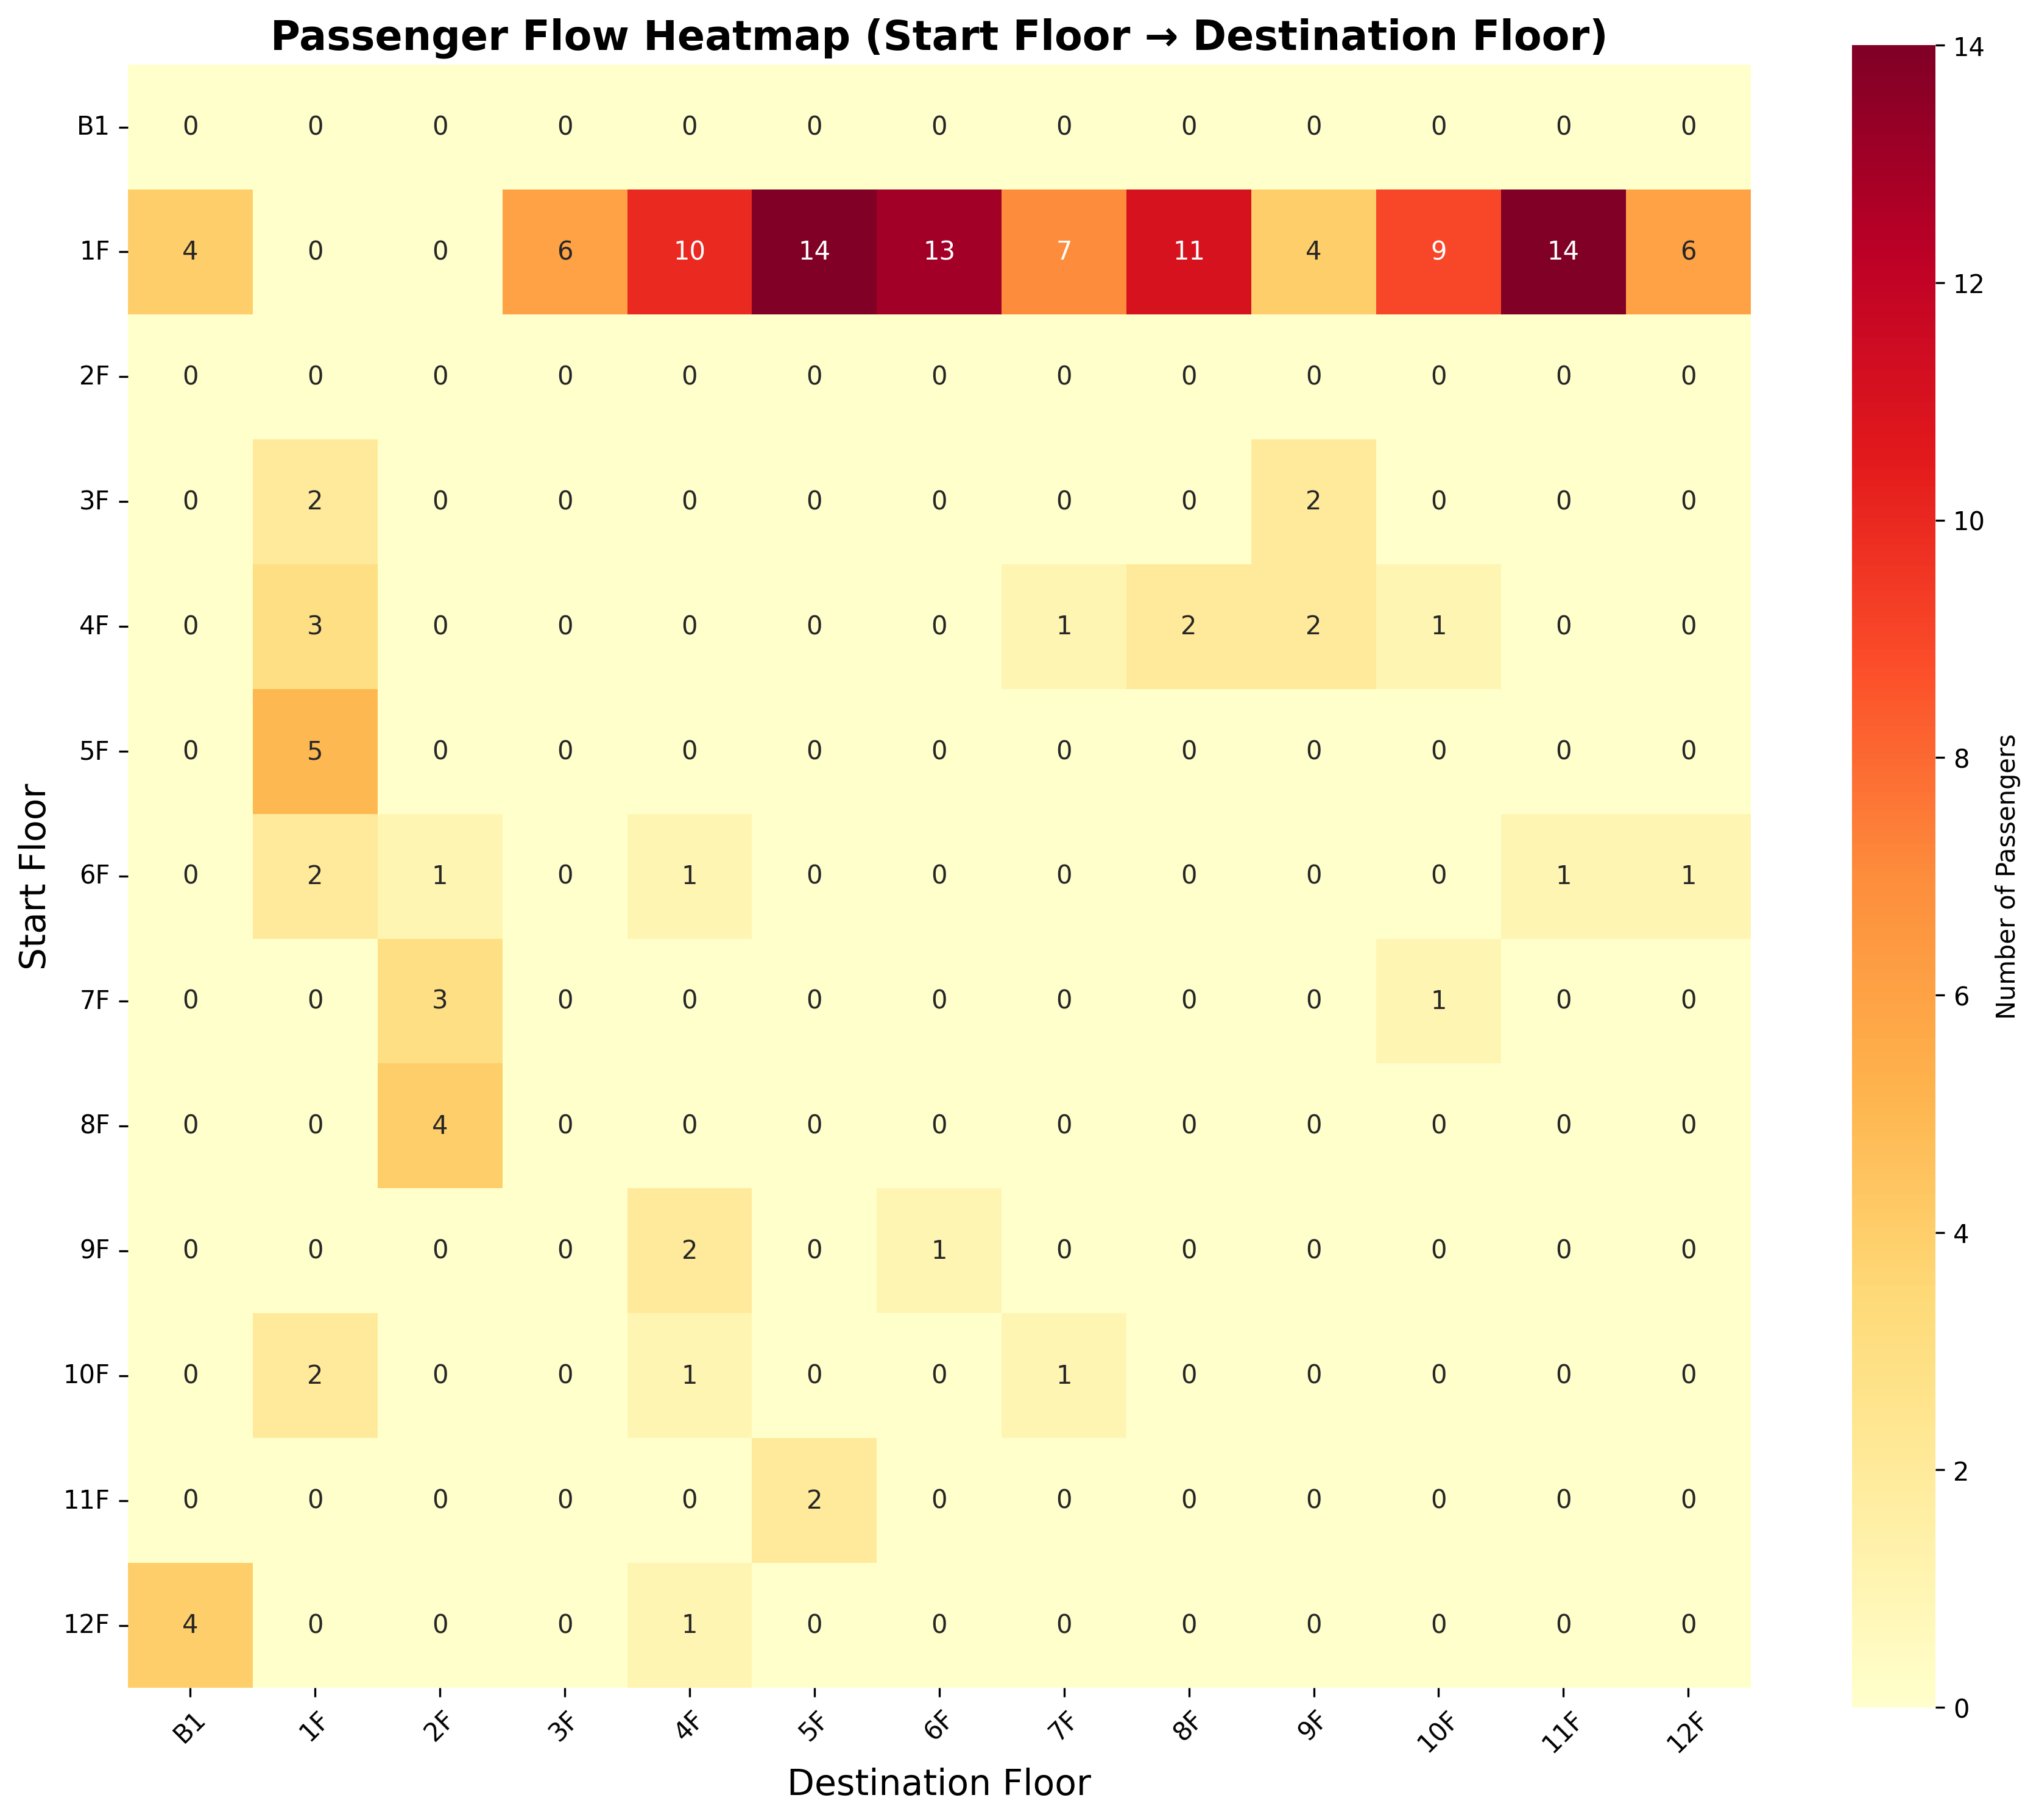 Passenger Flow Heatmap (Start Floor → Destination Floor)
B1 0 0 0 0 0 0 0 0 0 0 0 0 0
1F 4 0 0 6 10 14 13 7 11 4 9 14 6
2F 0 0 0 0 0 0 0 0 0 0 0 0 0
3F 0 2 0 0 0 0 0 0 0 2 0 0 0
4F 0 3 0 0 0 0 0 1 2 2 1 0 0
5F 0 5 0 0 0 0 0 0 0 0 0 0 0
6F 0 2 1 0 1 0 0 0 0 0 0 1 1
7F 0 0 3 0 0 0 0 0 0 0 1 0 0
8F 0 0 4 0 0 0 0 0 0 0 0 0 0
9F 0 0 0 0 2 0 1 0 0 0 0 0 0
10F 0 2 0 0 1 0 0 1 0 0 0 0 0
11F 0 0 0 0 0 2 0 0 0 0 0 0 0
12F 4 0 0 0 1 0 0 0 0 0 0 0 0
B1 1F 2F 3F 4F 5F 6F 7F 8F 9F 10F 11F 12F
Destination Floor
Start Floor
14
12
10
8
6
4
2
0
Number of Passengers